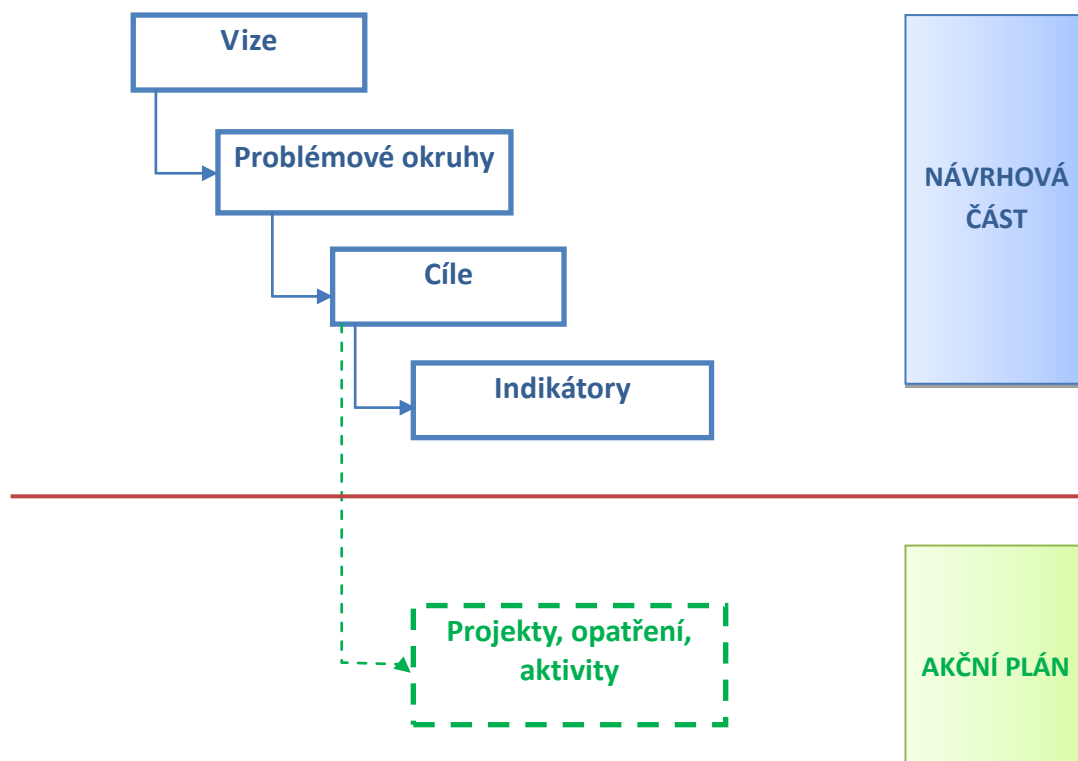 Vize
Problémové okruhy
NÁVRHOVÁ
ČÁST
Cíle
Indikátory
Projekty, opatření,
aktivity
AKČNÍ PLÁN